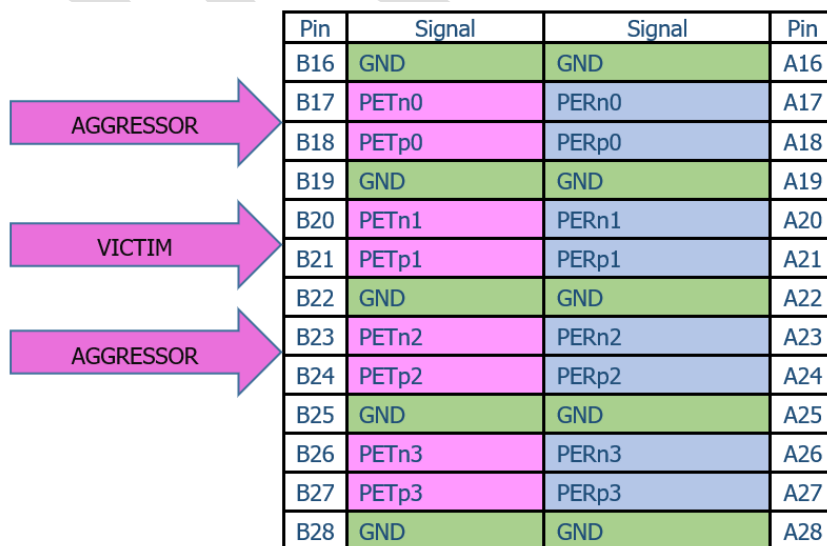 Pin Signal Signal Pin
B16 GND GND A16
B17 PETn0 PERn0 A17
AGGRESSOR
B18 PETp0 PERp0 A18
B19 GND GND A19
B20 PETn1 PERn1 A20
VICTIM
B21 PETp1 PERp1 A21
B22 GND GND A22
B23 PETn2 PERn2 A23
AGGRESSOR
B24 PETp2 PERp2 A24
B25 GND GND A25
B26 PETn3 PERn3 A26
B27 PETp3 PERp3 A27
B28 GND GND A28